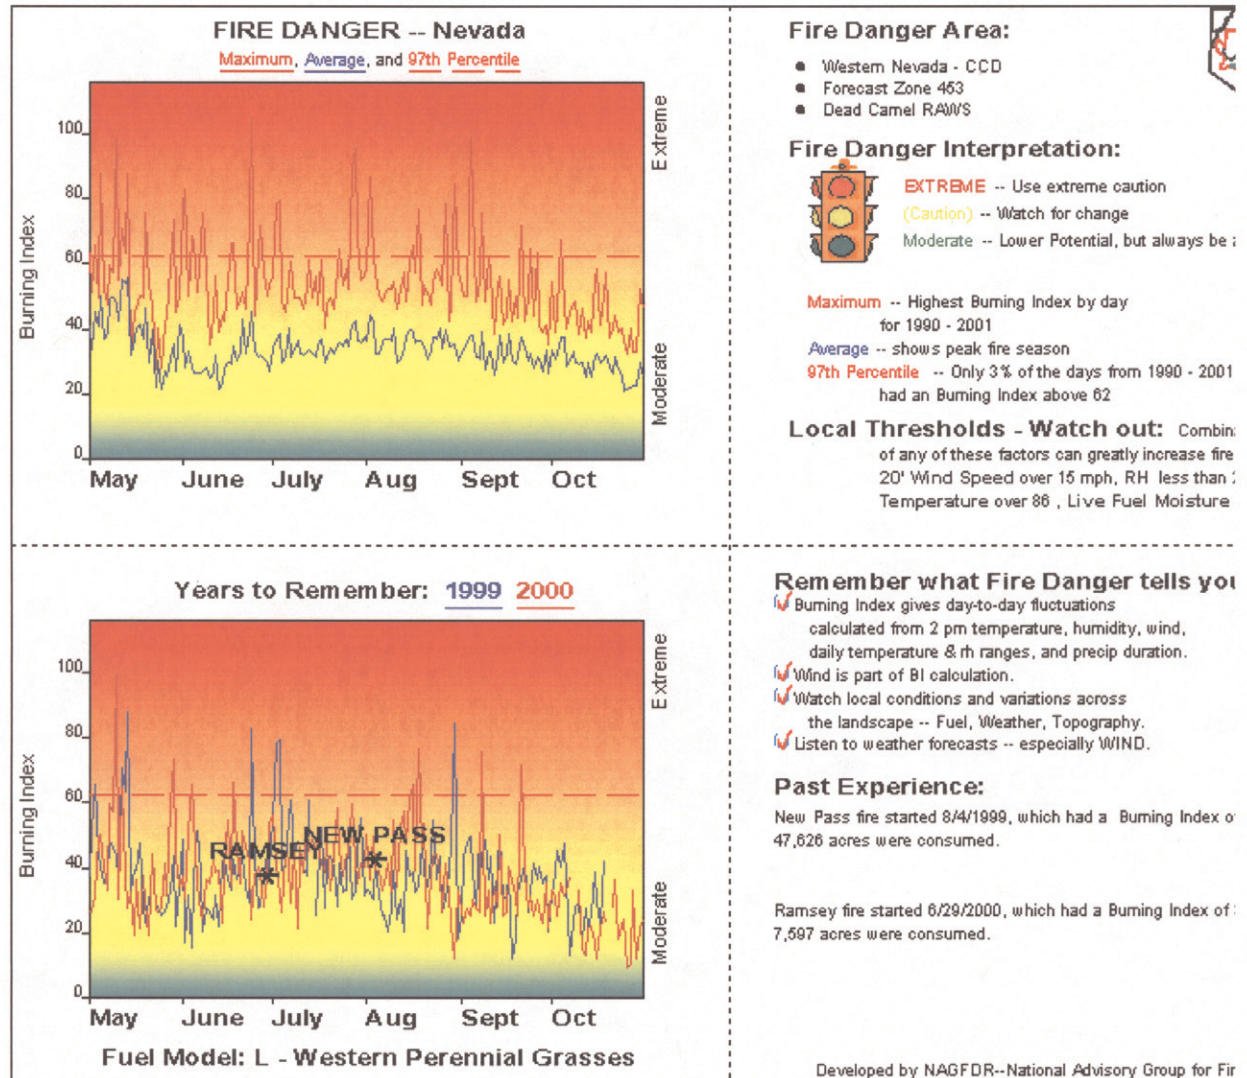 FIRE DANGER -- Nevada
Maximum, Average, and 97th Percentile
100
80
60
40
20
0
Burning Index
Extreme
Moderate
May June July Aug Sept Oct
Fire Danger Area:
Western Nevada - CCD
Forecast Zone 453
Dead Camel RAWS
Fire Danger Interpretation:
EXTREME -- Use extreme caution
(Caution) -- Watch for change
Moderate -- Lower Potential, but always be
Maximum -- Highest Burning Index by day
for 1990 - 2001
Average -- shows peak fire season
97th Percentile -- Only 3% of the days from 1990 - 2001
had an Burning Index above 62
Local Thresholds - Watch out: Combin
of any of these factors can greatly increase fire
20' Wind Speed over 15 mph, RH less than
Temperature over 86 , Live Fuel Moisture
Years to Remember: 1999 2000
100
80
60
40
20
0
Burning Index
Extreme
Moderate
NEW PASS
RAMSEY
May June July Aug Sept Oct
Fuel Model: L - Western Perennial Grasses
Remember what Fire Danger tells you
Burning Index gives day-to-day fluctuations
calculated from 2 pm temperature, humidity, wind,
daily temperature & rh ranges, and precip duration.
Wind is part of BI calculation.
Watch local conditions and variations across
the landscape -- Fuel, Weather, Topography.
Listen to weather forecasts -- especially WIND.
Past Experience:
New Pass fire started 8/4/1999, which had a Burning Index o
47,626 acres were consumed.
Ramsey fire started 6/29/2000, which had a Burning Index of
7,597 acres were consumed.
Developed by NAGFDR--National Advisory Group for Fir